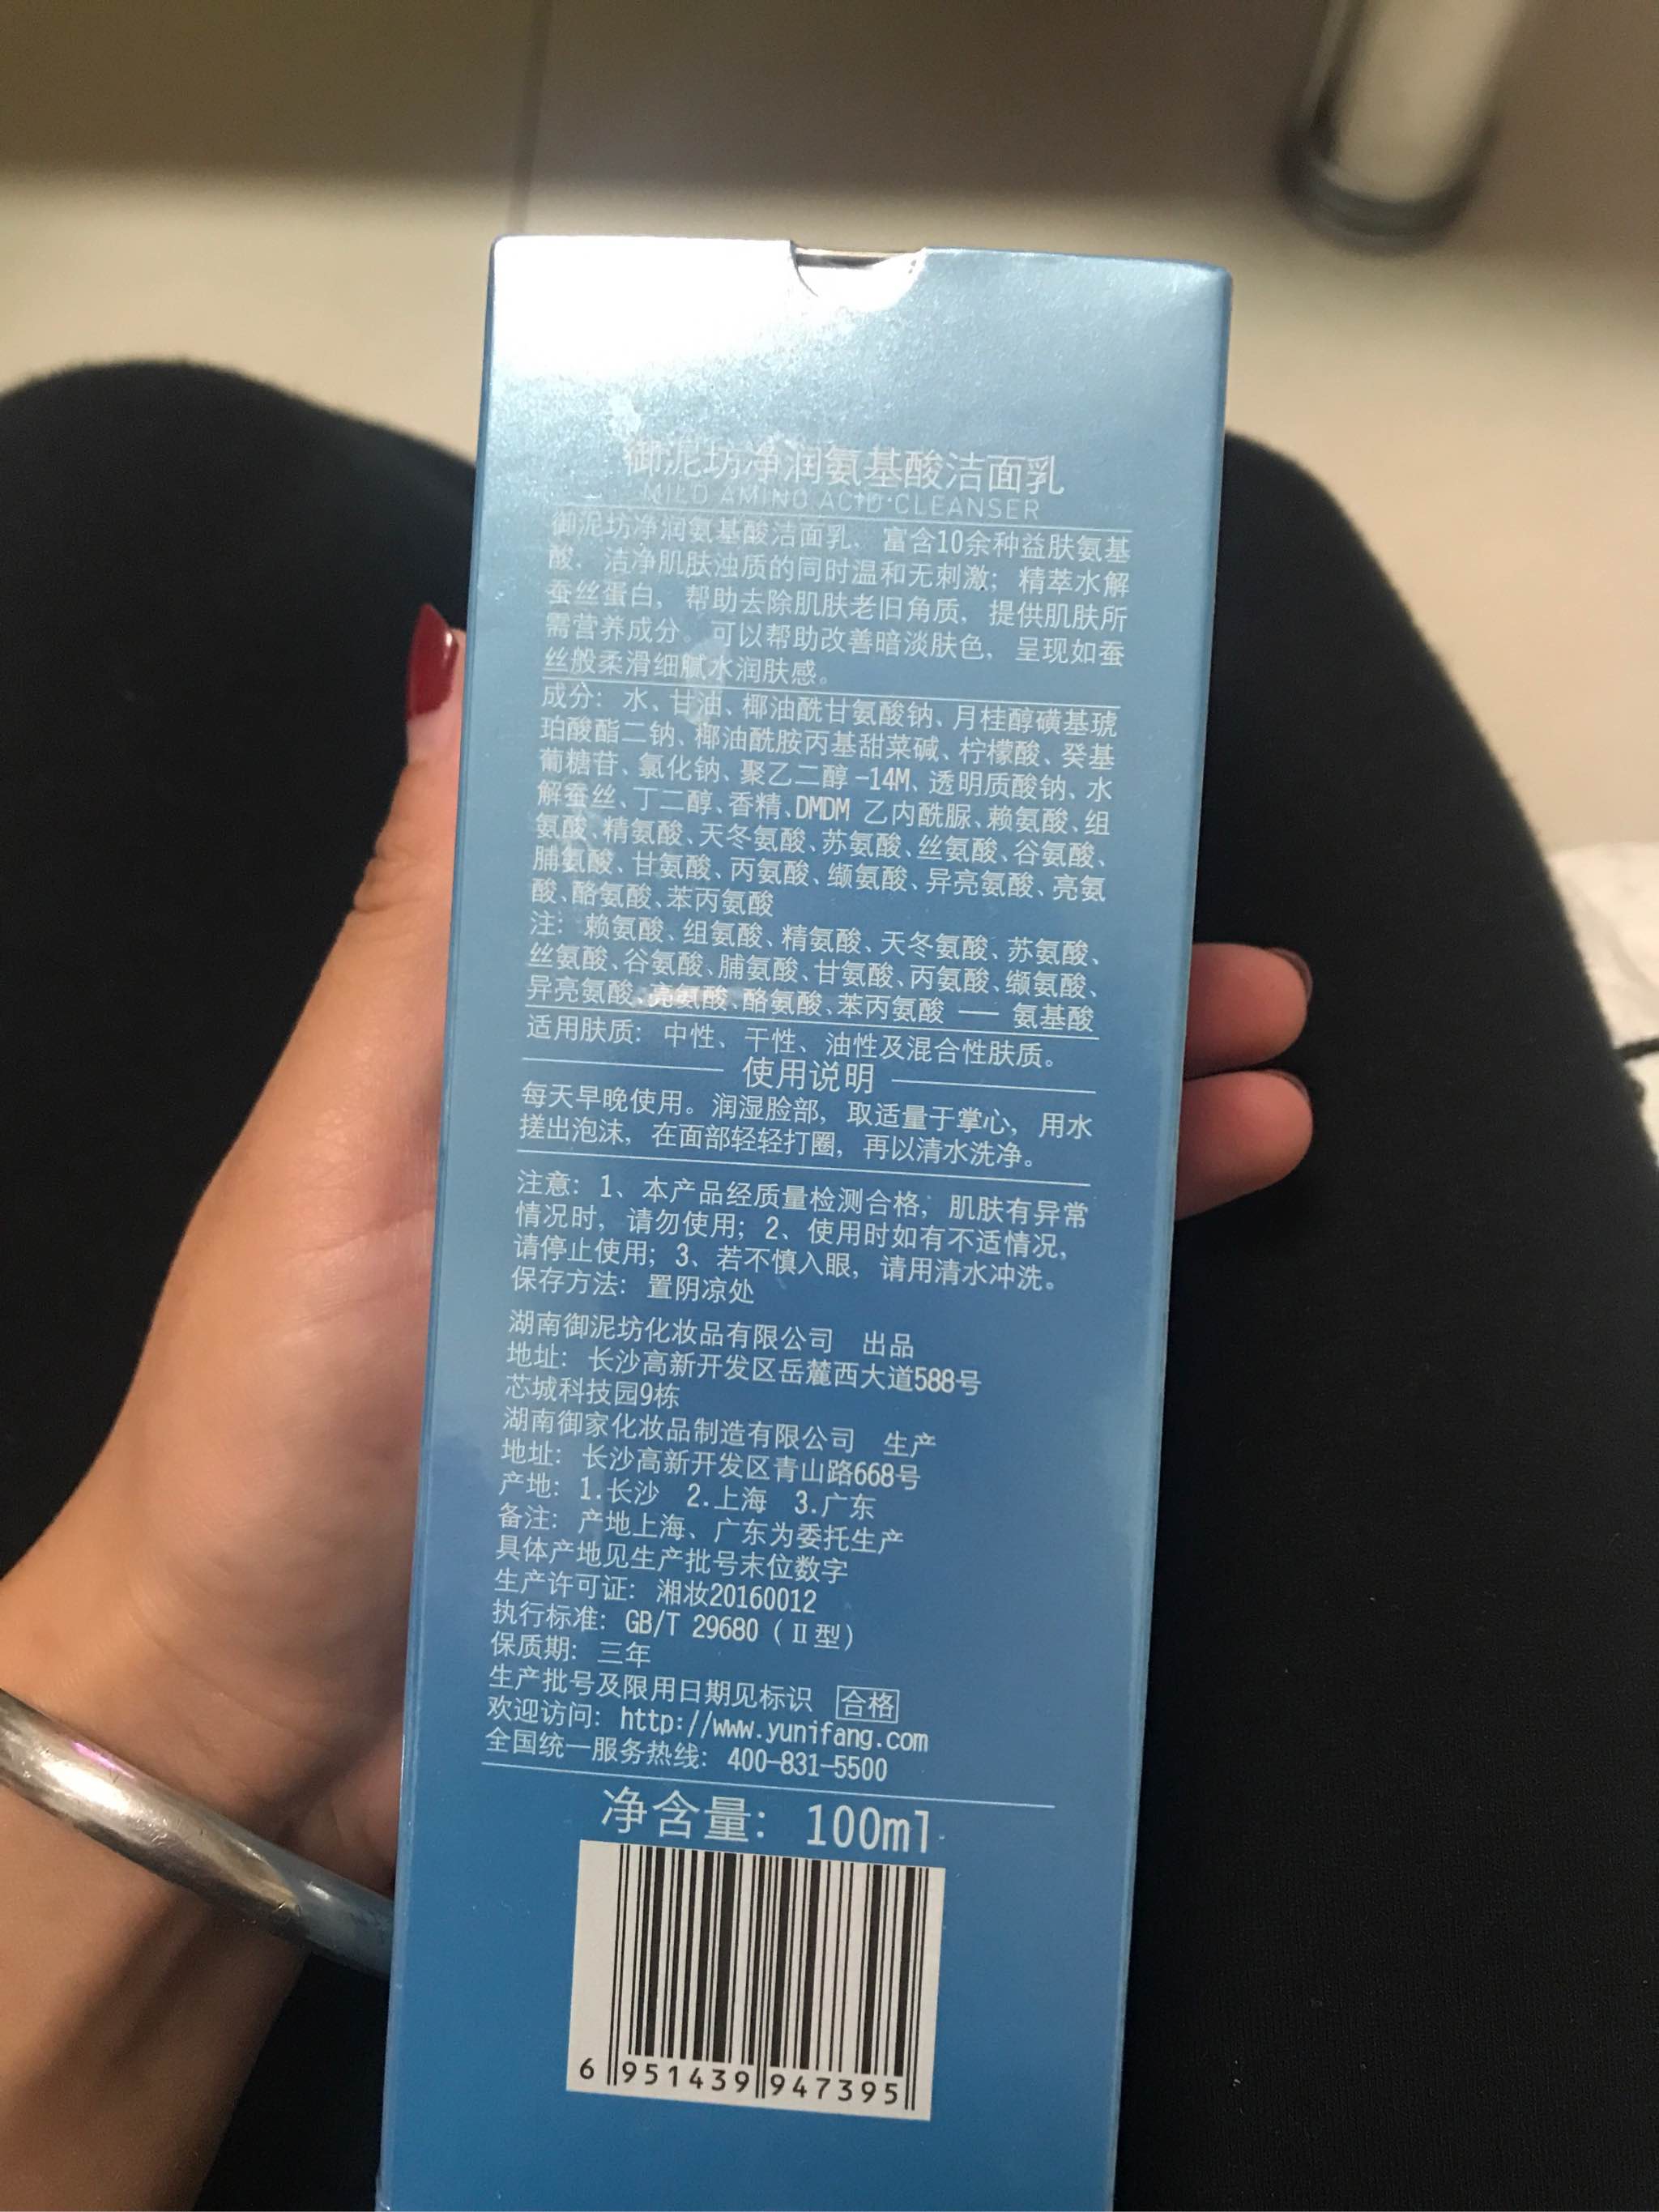 御泥坊净润氨基酸洁面乳
MILD AMINO ACID CLEANSER
御泥坊净润氨基酸洁面乳，富含10余种益肤氨基
酸，洁净肌肤浊质的同时温和无刺激；精萃水解
蚕丝蛋白，帮助去除肌肤老旧角质，提供肌肤所
需营养成分。可以帮助改善暗淡肤色，呈现如蚕
丝般柔滑细腻水润肤感。
成分：水、甘油、椰油酰甘氨酸钠、月桂醇磺基琥
珀酸酯二钠、椰油酰胺丙基甜菜碱、柠檬酸、癸基
葡糖苷、氯化钠、聚乙二醇-14M、透明质酸钠、水
解蚕丝、丁二醇、香精、DMDM 乙内酰脲、赖氨酸、组
氨酸、精氨酸、天冬氨酸、苏氨酸、丝氨酸、谷氨酸、
脯氨酸、甘氨酸、丙氨酸、缬氨酸、异亮氨酸、亮氨
酸、酪氨酸、苯丙氨酸
注：赖氨酸、组氨酸、精氨酸、天冬氨酸、苏氨酸、
丝氨酸、谷氨酸、脯氨酸、甘氨酸、丙氨酸、缬氨酸、
异亮氨酸、亮氨酸、酪氨酸、苯丙氨酸 —— 氨基酸
适用肤质：中性、干性、油性及混合性肤质。
使用说明
每天早晚使用。润湿脸部，取适量于掌心，用水
搓出泡沫，在面部轻轻打圈，再以清水洗净。
注意：1、本产品经质量检测合格；肌肤有异常
情况时，请勿使用；2、使用时如有不适情况，
请停止使用；3、若不慎入眼，请用清水冲洗。
保存方法：置阴凉处
湖南御泥坊化妆品有限公司 出品
地址：长沙高新开发区岳麓西大道588号
芯城科技园9栋
湖南御家化妆品制造有限公司 生产
地址：长沙高新开发区青山路668号
产地：1.长沙 2.上海 3.广东
备注：产地上海、广东为委托生产
具体产地见生产批号末位数字
生产许可证：湘妆20160012
执行标准：GB/T 29680（Ⅱ型）
保质期：三年
生产批号及限用日期见标识 合格
欢迎访问：http://www.yunifang.com
全国统一服务热线：400-831-5500
净含量：100ml
6 951439 947395